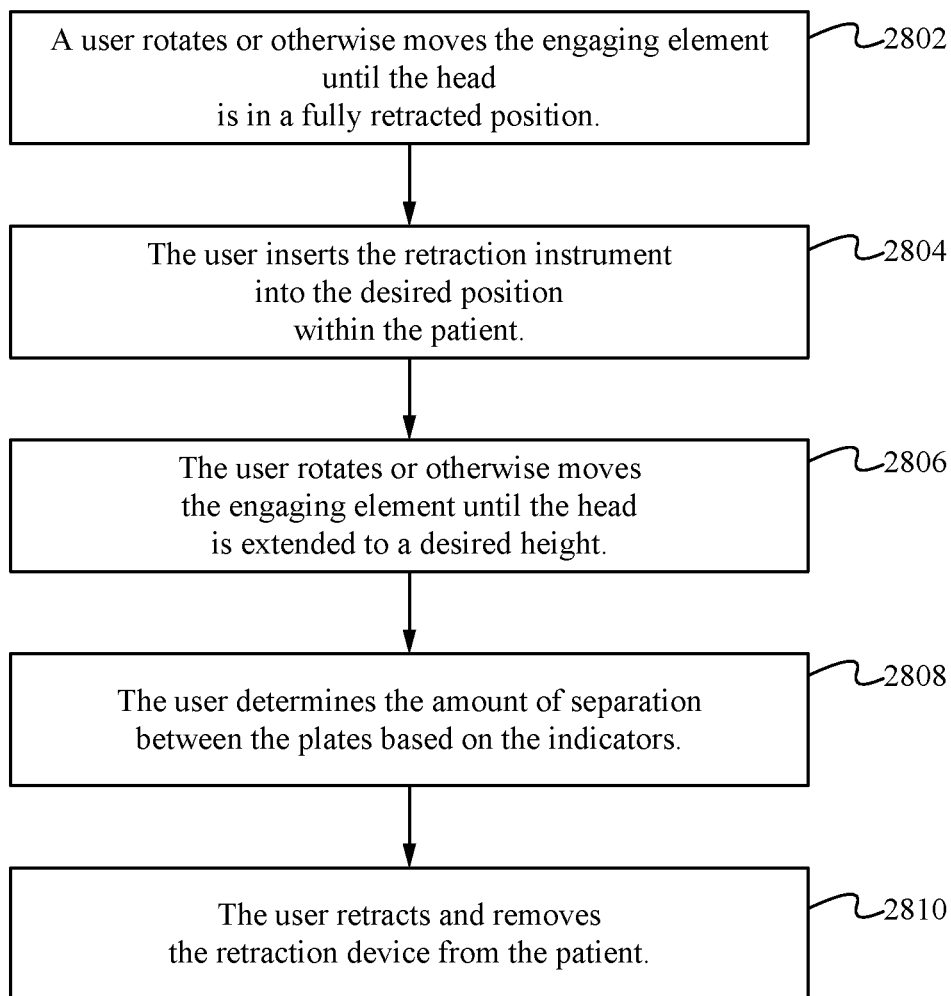 A user rotates or otherwise moves the engaging element
until the head
is in a fully retracted position.
2802
The user inserts the retraction instrument
into the desired position
within the patient.
2804
The user rotates or otherwise moves
the engaging element until the head
is extended to a desired height.
2806
The user determines the amount of separation
between the plates based on the indicators.
2808
The user retracts and removes
the retraction device from the patient.
2810